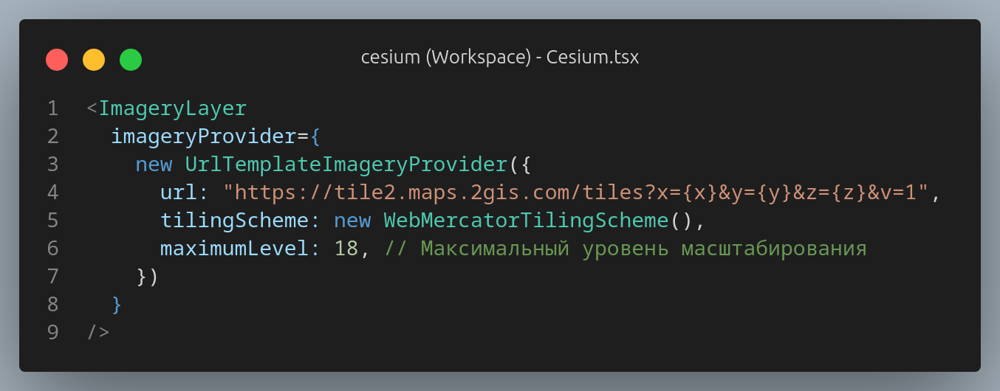 cesium (Workspace) - Cesium.tsx
1 <ImageryLayer
2   imageryProvider={
3     new UrlTemplateImageryProvider({
4       url: "https://tile2.maps.2gis.com/tiles?x={x}&y={y}&z={z}&v=1",
5       tilingScheme: new WebMercatorTilingScheme(),
6       maximumLevel: 18, // Максимальный уровень масштабирования
7     })
8   }
9 />